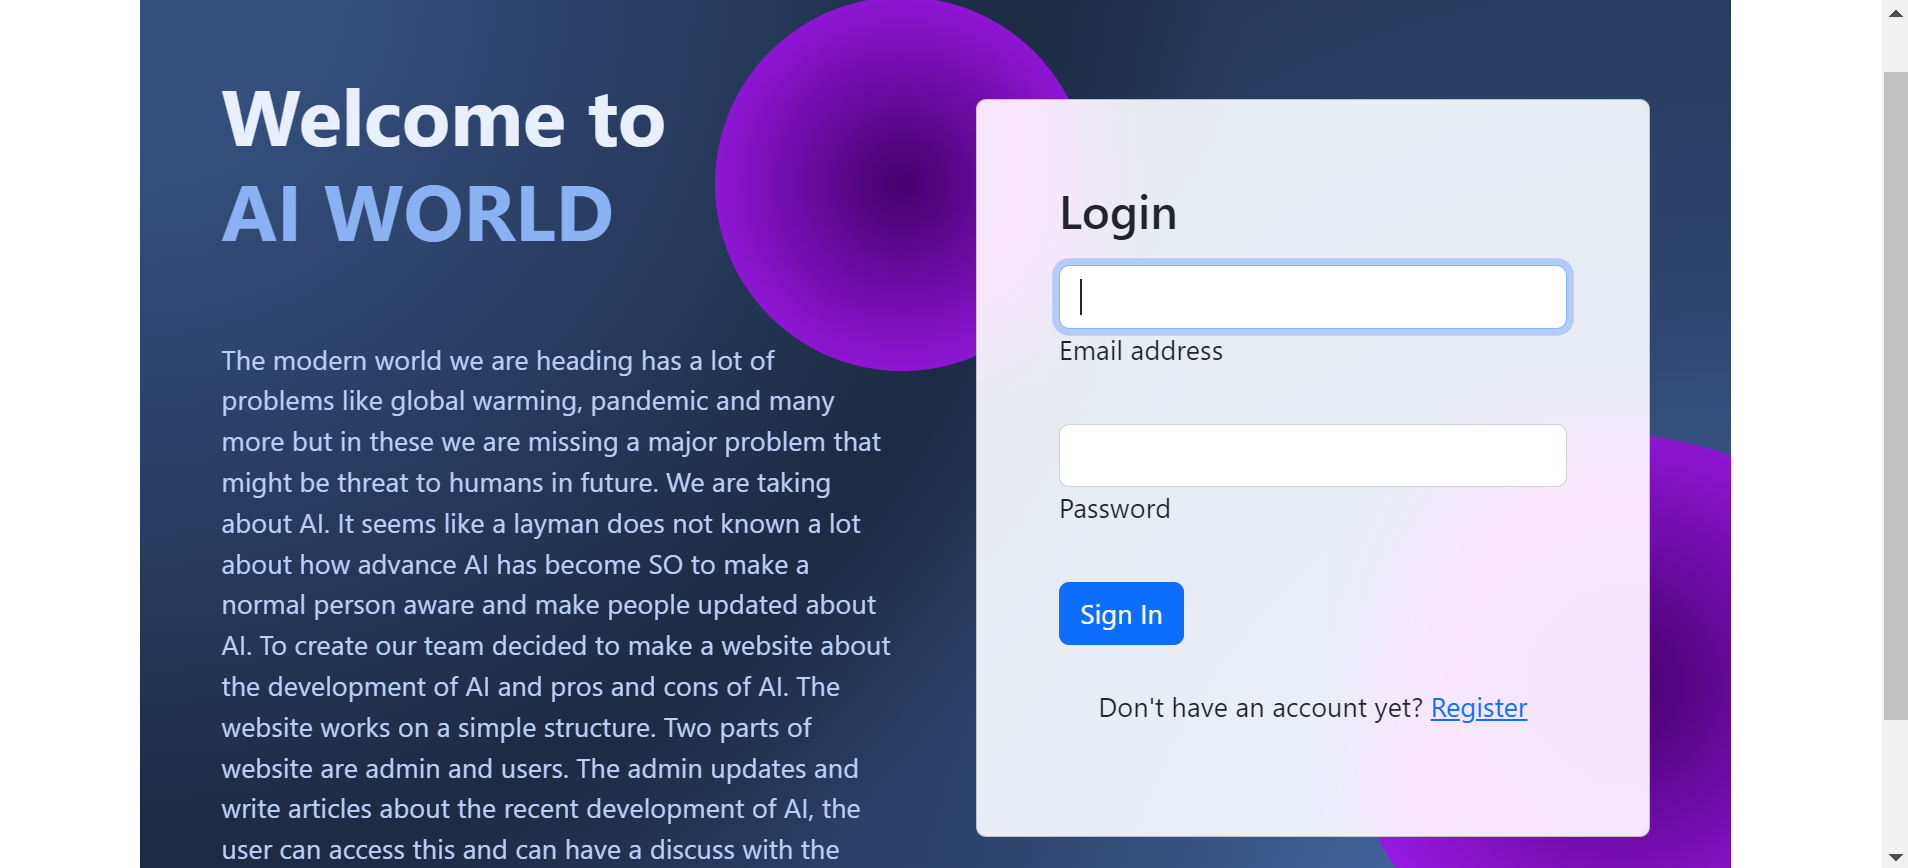 Welcome to
AI WORLD
The modern world we are heading has a lot of
problems like global warming, pandemic and many
more but in these we are missing a major problem that
might be threat to humans in future. We are taking
about AI. It seems like a layman does not known a lot
about how advance AI has become SO to make a
normal person aware and make people updated about
AI. To create our team decided to make a website about
the development of AI and pros and cons of AI. The
website works on a simple structure. Two parts of
website are admin and users. The admin updates and
write articles about the recent development of AI, the
user can access this and can have a discuss with the
Login
Email address
Password
Sign In
Don't have an account yet? Register